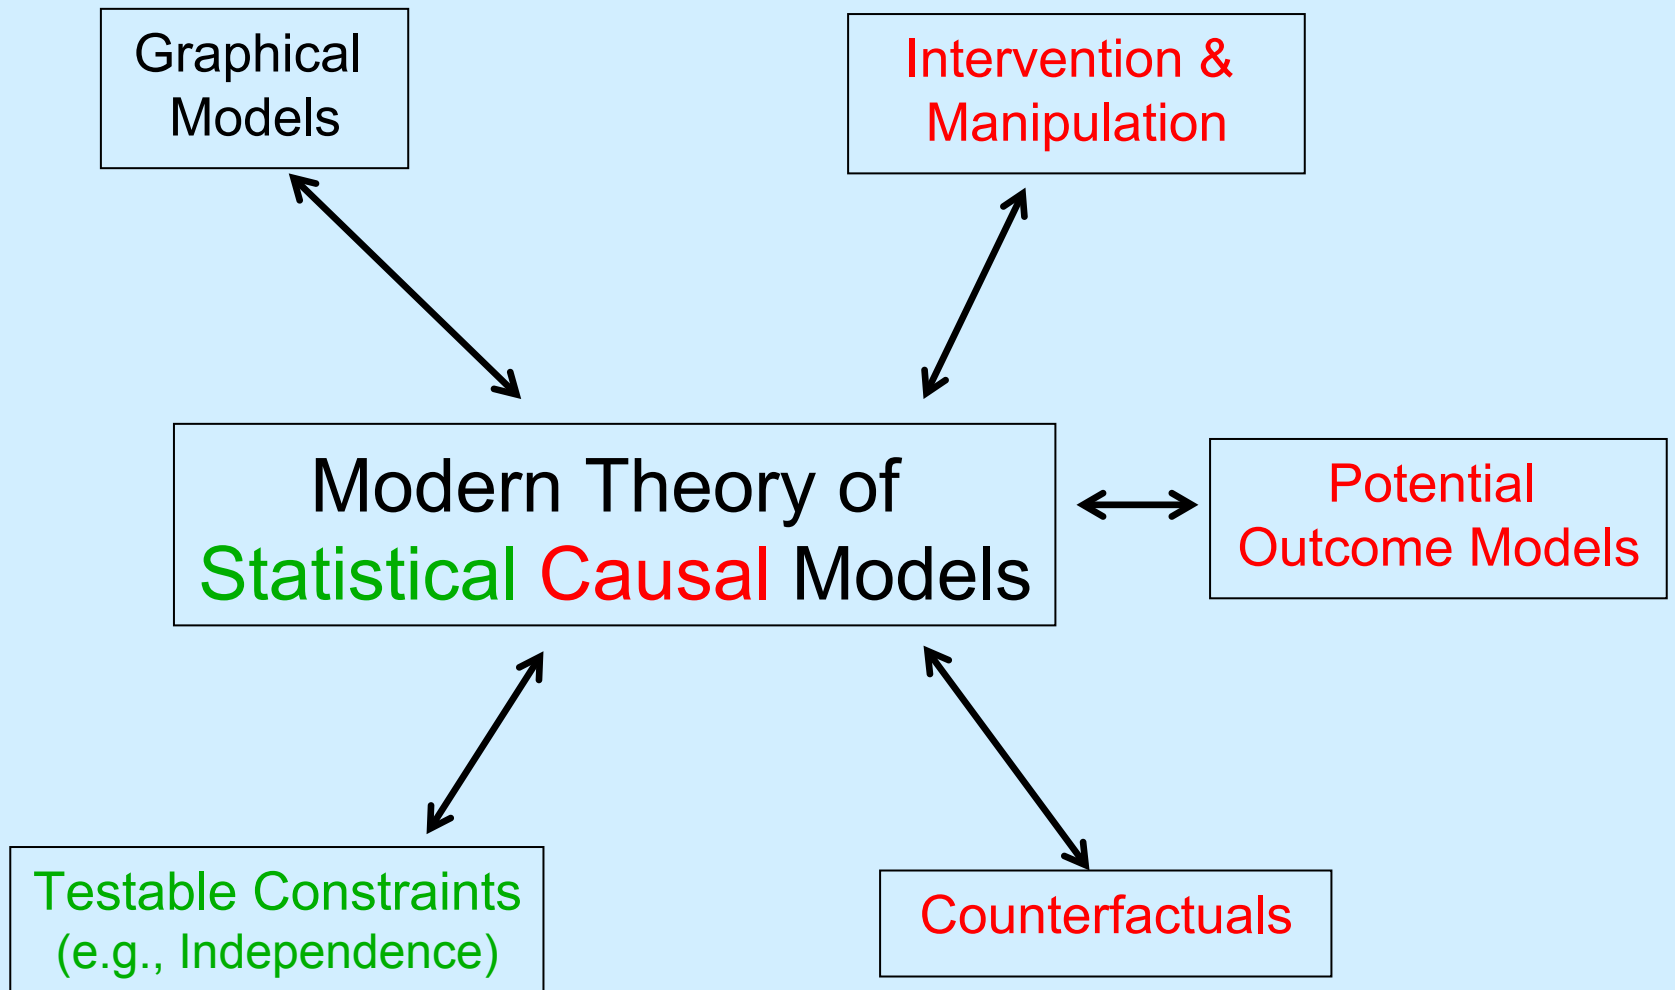 Graphical
Models
Intervention &
Manipulation
Modern Theory of
Statistical Causal Models
Potential
Outcome Models
Testable Constraints
(e.g., Independence)
Counterfactuals